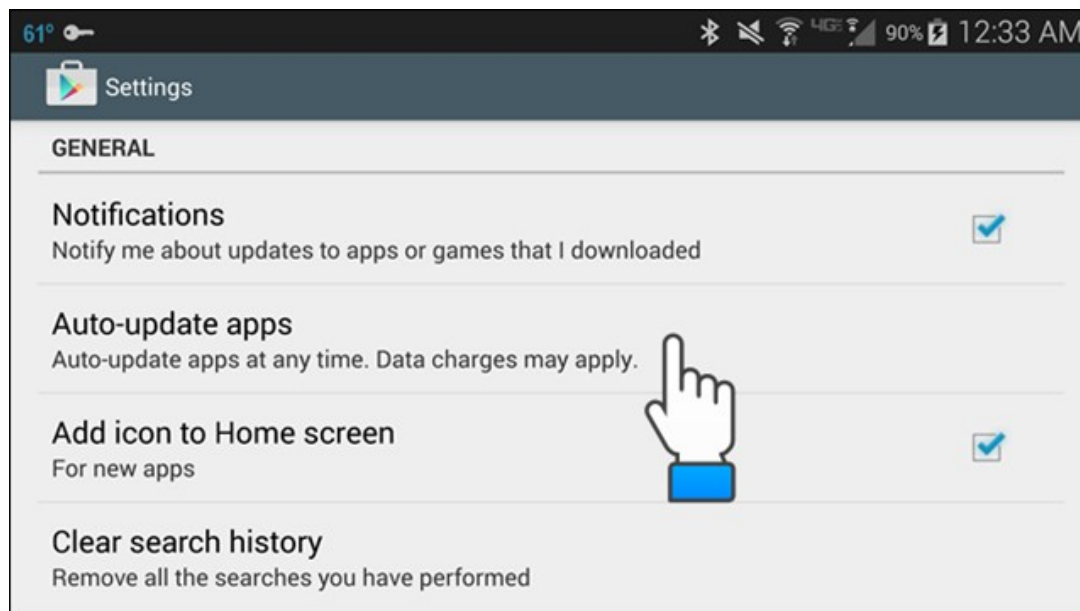 61° 4G 90% 12:33 AM
Settings
GENERAL
Notifications
Notify me about updates to apps or games that I downloaded
Auto-update apps
Auto-update apps at any time. Data charges may apply.
Add icon to Home screen
For new apps
Clear search history
Remove all the searches you have performed